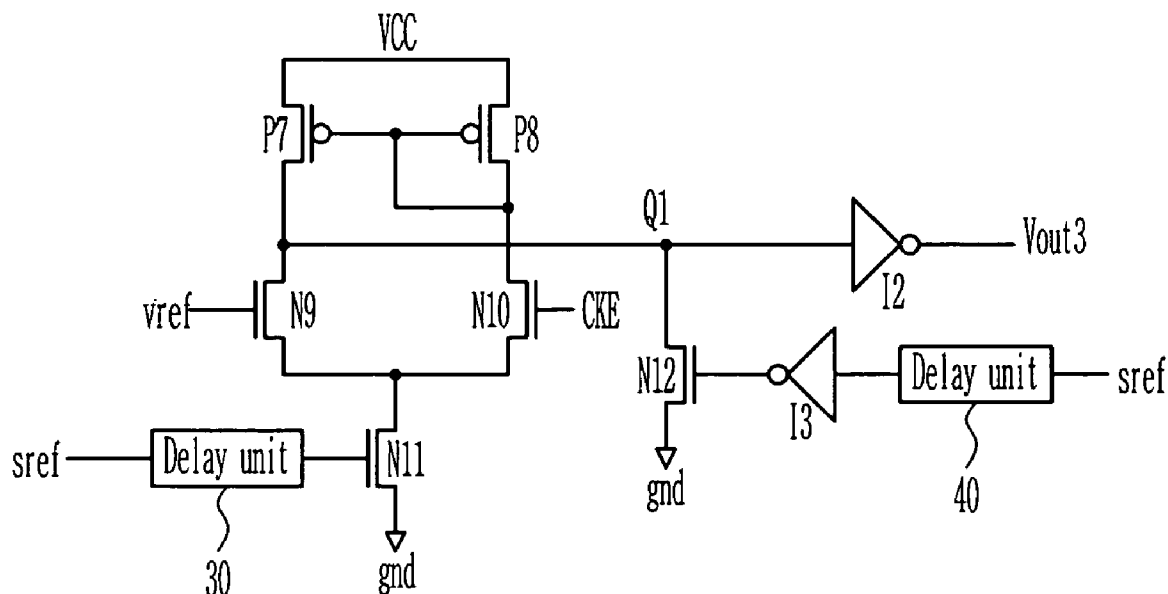 VCC
P7
P8
Q1
Vout3
I2
vref
N9
N10
CKE
N12
I3
Delay unit
sref
40
sref
Delay unit
N11
gnd
30
gnd